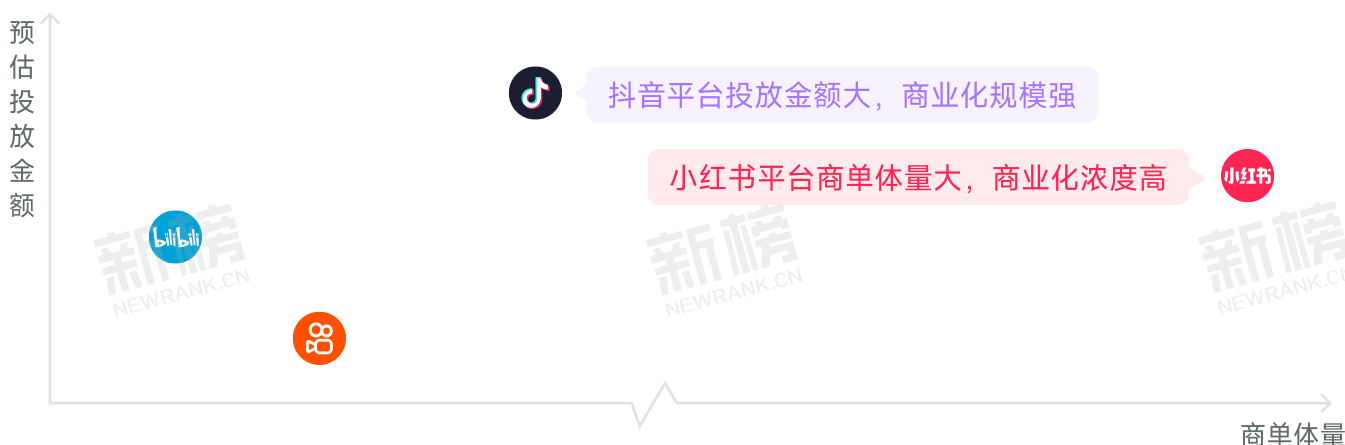 预估投放金额
抖音平台投放金额大，商业化规模强
小红书平台商单体量大，商业化浓度高
小红书
bilibili
新榜
NEWRANK.CN
新榜
NEWRANK.CN
新榜
NEWRANK.CN
商单体量